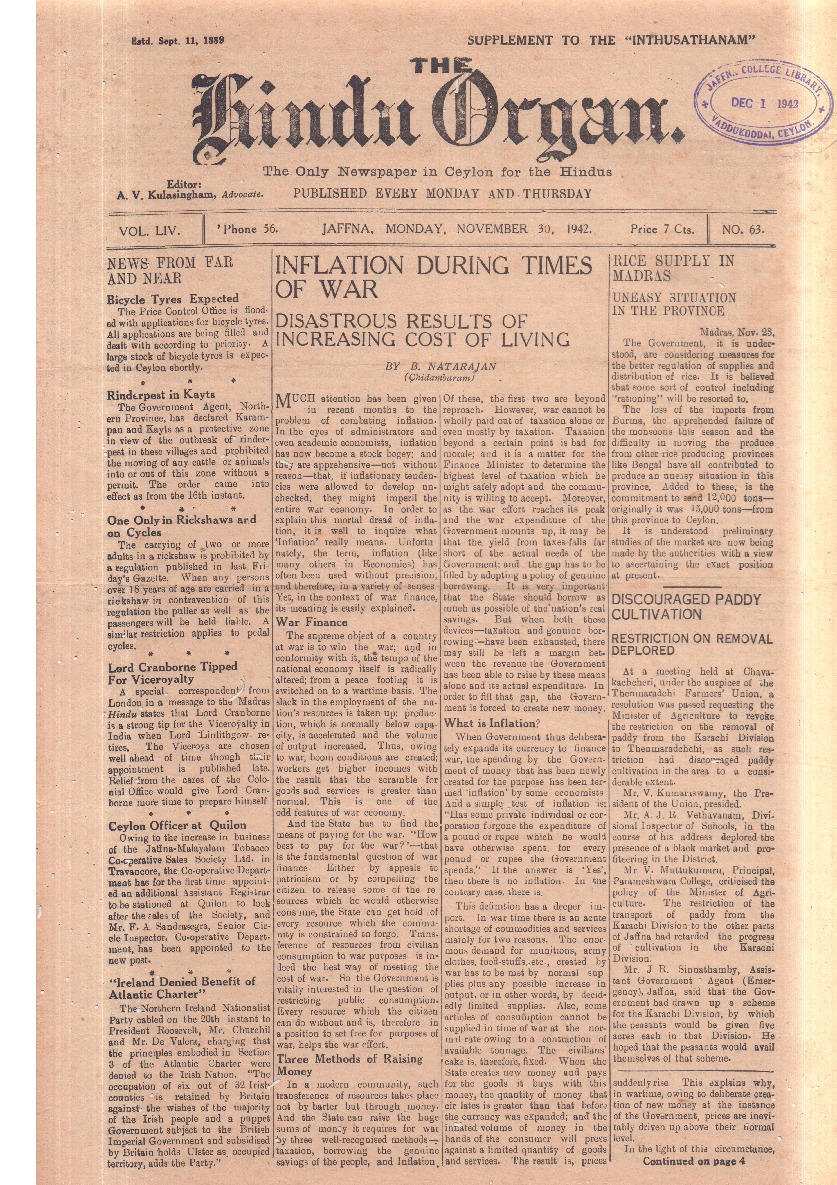 Estd. Sept. 11, 1889
SUPPLEMENT TO THE "INTHUSATHANAM"
THE
Hindu Organ.
JAFFNA COLLEGE LIBRARY,
DEC 1 1942
VADDUKODDAI, CEYLON.
The Only Newspaper in Ceylon for the Hindus
Editor:
A. V. Kulasingham, Advocate.
PUBLISHED EVERY MONDAY AND THURSDAY
VOL. LIV.
'Phone 56.
JAFFNA, MONDAY, NOVEMBER 30, 1942.
Price 7 Cts.
NO. 63.
NEWS FROM FAR
AND NEAR
Bicycle Tyres Expected
The Price Control Office is flood-
ed with applications for bicycle tyres.
All applications are being filled and
dealt with according to priority. A
large stock of bicycle tyres is expec-
ted in Ceylon shortly.
* * *
Rinderpest in Kayts
The Government Agent, North-
ern Province, has declared Karam-
pan and Kayts as a protective zone
in view of the outbreak of rinder-
pest in these villages and prohibited
the moving of any cattle or animals
into or out of this zone without a
permit. The order came into
effect as from the 16th instant.
* * *
One Only in Rickshaws and
on Cycles
The carrying of two or more
adults in a rickshaw is prohibited by
a regulation published in last Fri-
day's Gazette. When any persons
over 16 years of age are carried in a
rickshaw in contravention of this
regulation the puller as well as the
passengers will be held liable. A
similar restriction applies to pedal
cycles.
* * *
Lord Cranborne Tipped
For Viceroyalty
A special correspondent from
London in a message to the Madras
Hindu states that Lord Cranborne
is a strong tip for the Viceroyalty in
India when Lord Linlithgow re-
tires. The Viceroys are chosen
well ahead of time though their
appointment is published late.
Relief from the cares of the Colo-
nial Office would give Lord Cran-
borne more time to prepare himself
* * *
Ceylon Officer at Quilon
Owing to the increase in business
of the Jaffna-Malayalam Tobacco
Co-operative Sales Society Ltd. in
Travancore, the Co-operative Depart-
ment has for the first time appoint-
ed an additional Assistant Registrar
to be stationed at Quilon to look
after the sales of the Society, and
Mr. F. A. Sandrasegra, Senior Cir-
cle Inspector, Co-operative Depart-
ment, has been appointed to the
new post.
* * *
"Ireland Denied Benefit of
Atlantic Charter"
The Northern Ireland Nationalist
Party cabled on the 20th instant to
President Roosevelt, Mr. Churchil
and Mr. De Valera, charging that
the principles embodied in Section
3 of the Atlantic Charter were
denied to the Irish Nation. "The
occupation of six out of 32 Irish
counties is retained by Britain
against the wishes of the majority
of the Irish people and a puppet
Government subject to the British
Imperial Government and subsidised
by Britain holds Ulster as occupied
territory, adds the Party."
INFLATION DURING TIMES
OF WAR
DISASTROUS RESULTS OF
INCREASING COST OF LIVING
BY B. NATARAJAN
(Chidambaram)
MUCH attention has been given
in recent months to the
problem of combating inflation.
In the eyes of administrators and
even academic economists, inflation
has now become a stock bogey; and
they are apprehensive—not without
reason—that, if inflationary tenden-
cies were allowed to develop un-
checked, they might imperil the
entire war economy. In order to
explain this mortal dread of infla-
tion, it is well to inquire what
'Inflation' really means. Unfortu-
nately, the term, inflation (like
many others in Economics) has
often been used without precision,
and therefore, in a variety of senses
Yet, in the context of war finance,
its meaning is easily explained.
War Finance
The supreme object of a country
at war is to win the war; and in
conformity with it, the tempo of the
national economy itself is radically
altered; from a peace footing it is
switched on to a wartime basis. The
slack in the employment of the na-
tion's resources is taken up: produc-
tion, which is normally below capa-
city, is accelerated and the volume
of output increased. Thus, owing
to war, boom conditions are created;
workers get higher incomes with
the result that the scramble for
goods and services is greater than
normal. This is one of the
odd features of war economy.
And the State has to find the
means of paying for the war. "How
best to pay for the war?"—that
is the fundamental question of war
finance. Either by appeals to
patriotism or by compelling the
citizen to release some of the re
sources which he would otherwise
consume, the State can get hold of
every resource which the commu-
nity is constrained to forgo. Trans-
ference of resources from civilian
consumption to war purposes is in-
deed the best way of meeting the
cost of war. So the Government is
vitally interested in the question of
restricting public consumption.
Every resource which the citizen
can do without and is, therefore in
a position to set free for purposes of
war, helps the war effort.
Three Methods of Raising
Money
In a modern community, such
transference of resources takes place
not by barter but through money.
And the State can raise the huge
sums of money it requires for war
by three well-recognised methods—
taxation, borrowing the genuine
savings of the people, and Inflation.
Of these, the first two are beyond
reproach. However, war cannot be
wholly paid out of taxation alone or
even mostly by taxation. Taxation
beyond a certain point is bad for
morale; and it is a matter for the
Finance Minister to determine the
highest level of taxation which he
might safely adopt and the commu-
nity is willing to accept. Moreover,
as the war effort reaches its peak
and the war expenditure of the
Government mounts up, it may be
that the yield from taxes falls far
short of the actual needs of the
Government; and the gap has to be
filled by adopting a policy of genuine
borrowing. It is very important
that the State should borrow as
much as possible of the nation's real
savings. But when both these
devices—taxation and genuine bor-
rowing—have been exhausted, there
may still be left a margin bet-
ween the revenue the Government
has been able to raise by these means
alone and its actual expenditure. In
order to fill that gap, the Govern-
ment is forced to create new money.
What is Inflation?
When Government thus delibera-
tely expands its currency to finance
war, the spending by the Govern-
ment of money that has been newly
created for the purpose has been ter-
med 'inflation' by some economists
And a simple test of inflation is:
"Has some private individual or cor-
poration forgone the expenditure of
a pound or rupee which he would
have otherwise spent, for every
pound or rupee the Government
spends." If the answer is 'Yes',
then there is no inflation. In the
contrary case, there is.
This definition has a deeper im-
port. In war time there is an acute
shortage of commodities and services
mainly for two reasons. The enor-
mous demand for munitions, army
clothes, food-stuffs, etc., created by
war has to be met by normal sup
plies plus any possible increase in
output, or in other words, by deci-
dedly limited supplies. Also, some
articles of consumption cannot be
supplied in time of war at the nor-
mal rate owing to a contraction of
available tonnage. The civilians'
cake is, therefore, fixed. When the
State creates new money and pays
for the goods it buys with this
money, the quantity of money that
cir lates is greater than that before
the currency was expanded; and the
inflated volume of money in the
hands of the consumer will press
against a limited quantity of goods
and services. The result is, prices
RICE SUPPLY IN
MADRAS
UNEASY SITUATION
IN THE PROVINCE
Madras, Nov. 28,
The Government, it is under-
stood, are considering measures for
the better regulation of supplies and
distribution of rice. It is believed
that some sort of control including
"rationing" will be resorted to.
The loss of the imports from
Burma, the apprehended failure of
the monsoons this season and the
difficulty in moving the produce
from other rice producing provinces
like Bengal have all contributed to
produce an uneasy situation in this
province. Added to these, is the
commitment to send 12,000 tons—
originally it was 15,000 tons—from
this province to Ceylon.
It is understood preliminary
studies of the market are now being
made by the authorities with a view
to ascertaining the exact position
at present.
DISCOURAGED PADDY
CULTIVATION
RESTRICTION ON REMOVAL
DEPLORED
At a meeting held at Chava-
kachcheri, under the auspices of the
Thenmaradchi Farmers' Union, a
resolution was passed requesting the
Minister of Agriculture to revoke
the restriction on the removal of
paddy from the Karachi Division
to Thenmaradchchi, as such res-
triction had discouraged paddy
cultivation in the area to a consi-
derable extent.
Mr. V. Kumaraswamy, the Pre-
sident of the Union, presided.
Mr. A. J. R. Vethavanam, Divi-
sional Inspector of Schools, in the
course of his address deplored the
presence of a black market and pro-
fiteering in the District.
Mr V. Muttukumaru, Principal,
Parameshwara College, criticised the
policy of the Minister of Agri-
culture. The restriction of the
transport of paddy from the
Karachi Division to the other parts
of Jaffna had retarded the progress
of cultivation in the Karachi
Division.
Mr. J R. Sinnathamby, Assis-
tant Government Agent (Emer-
gency), Jaffna, said that the Gov-
ernment had drawn up a scheme
for the Karachi Division, by which
the peasants would be given five
acres each in that Division. He
hoped that the peasants would avail
themselves of that scheme.
suddenly rise. This explains why,
in wartime, owing to deliberate crea-
tion of new money at the instance
of the Government, prices are inevi-
tably driven up above their normal
level.
In the light of this circumstance,
Continued on page 4